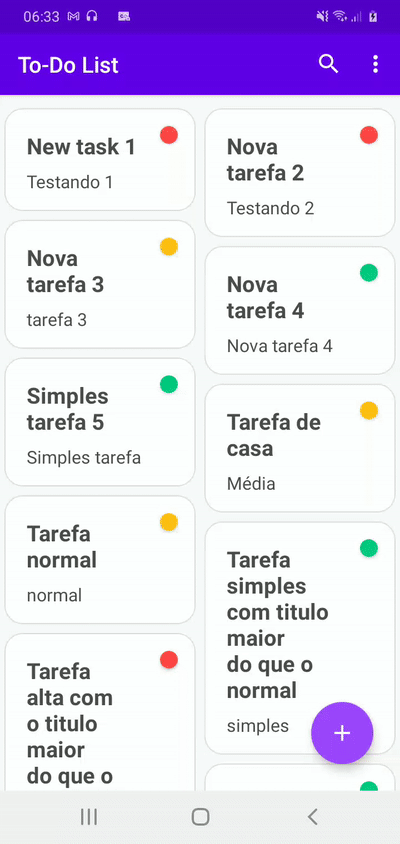 06:33
To-Do List
New task 1
Testando 1
Nova
tarefa 2
Testando 2
Nova
tarefa 3
tarefa 3
Nova
tarefa 4
Nova tarefa 4
Simples
tarefa 5
Simples tarefa
Tarefa de
casa
Média
Tarefa
normal
normal
Tarefa
simples
com titulo
maior
do que o
normal
simples
Tarefa
alta com
o titulo
maior
do que o